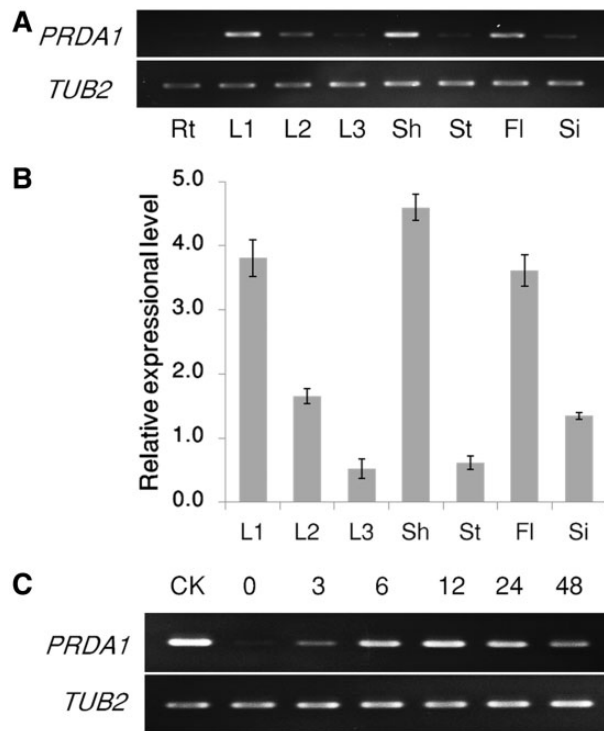 A
PRDA1
TUB2
Rt L1 L2 L3 Sh St Fl Si
B
Relative expressional level
5.0
4.0
3.0
2.0
1.0
0.0
L1 L2 L3 Sh St Fl Si
C
CK 0 3 6 12 24 48
PRDA1
TUB2